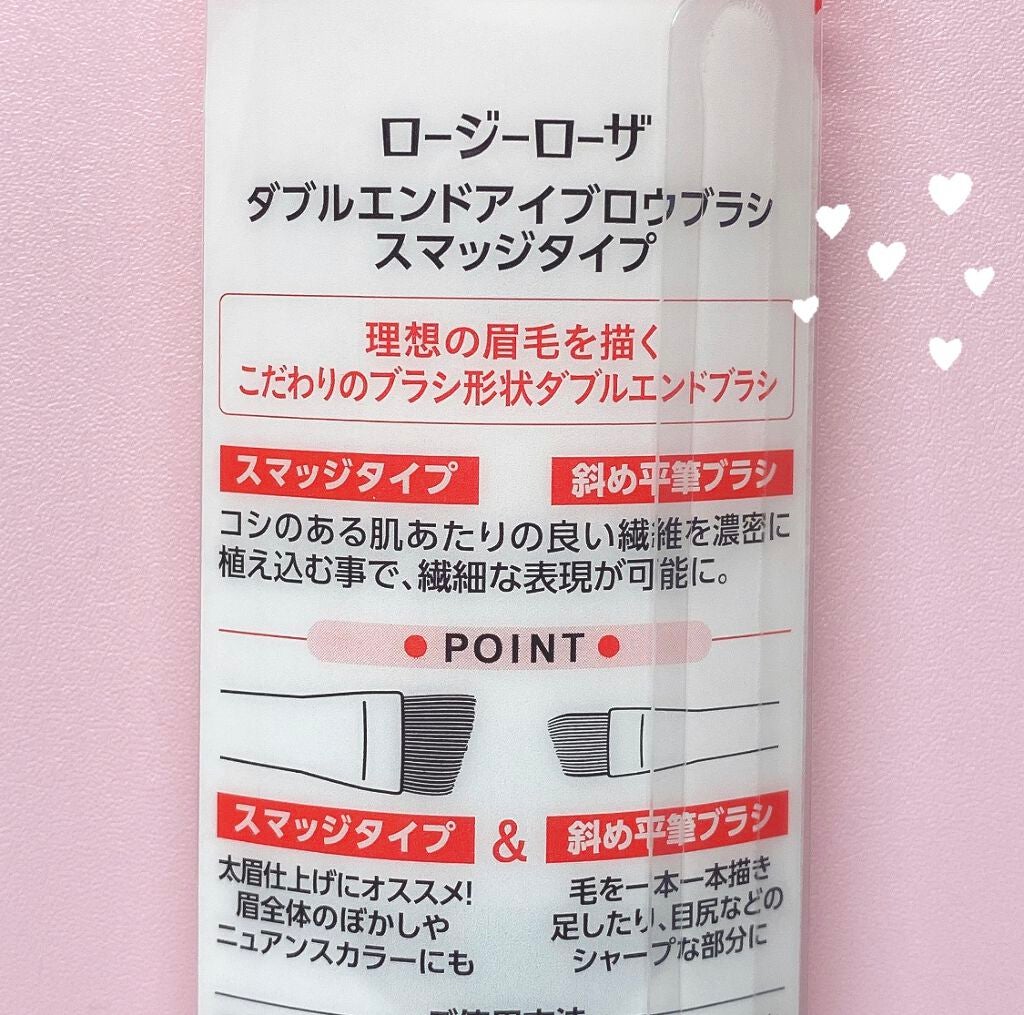 ロージーローザ
ダブルエンドアイブロウブラシ
スマッジタイプ
理想の眉毛を描く
こだわりのブラシ形状ダブルエンドブラシ
スマッジタイプ 斜め平筆ブラシ
コシのある肌あたりの良い繊維を濃密に
植え込む事で、繊細な表現が可能に。
POINT
スマッジタイプ & 斜め平筆ブラシ
太眉仕上げにオススメ!
眉全体のぼかしや
ニュアンスカラーにも
毛を一本一本描き
足したり、目尻などの
シャープな部分に